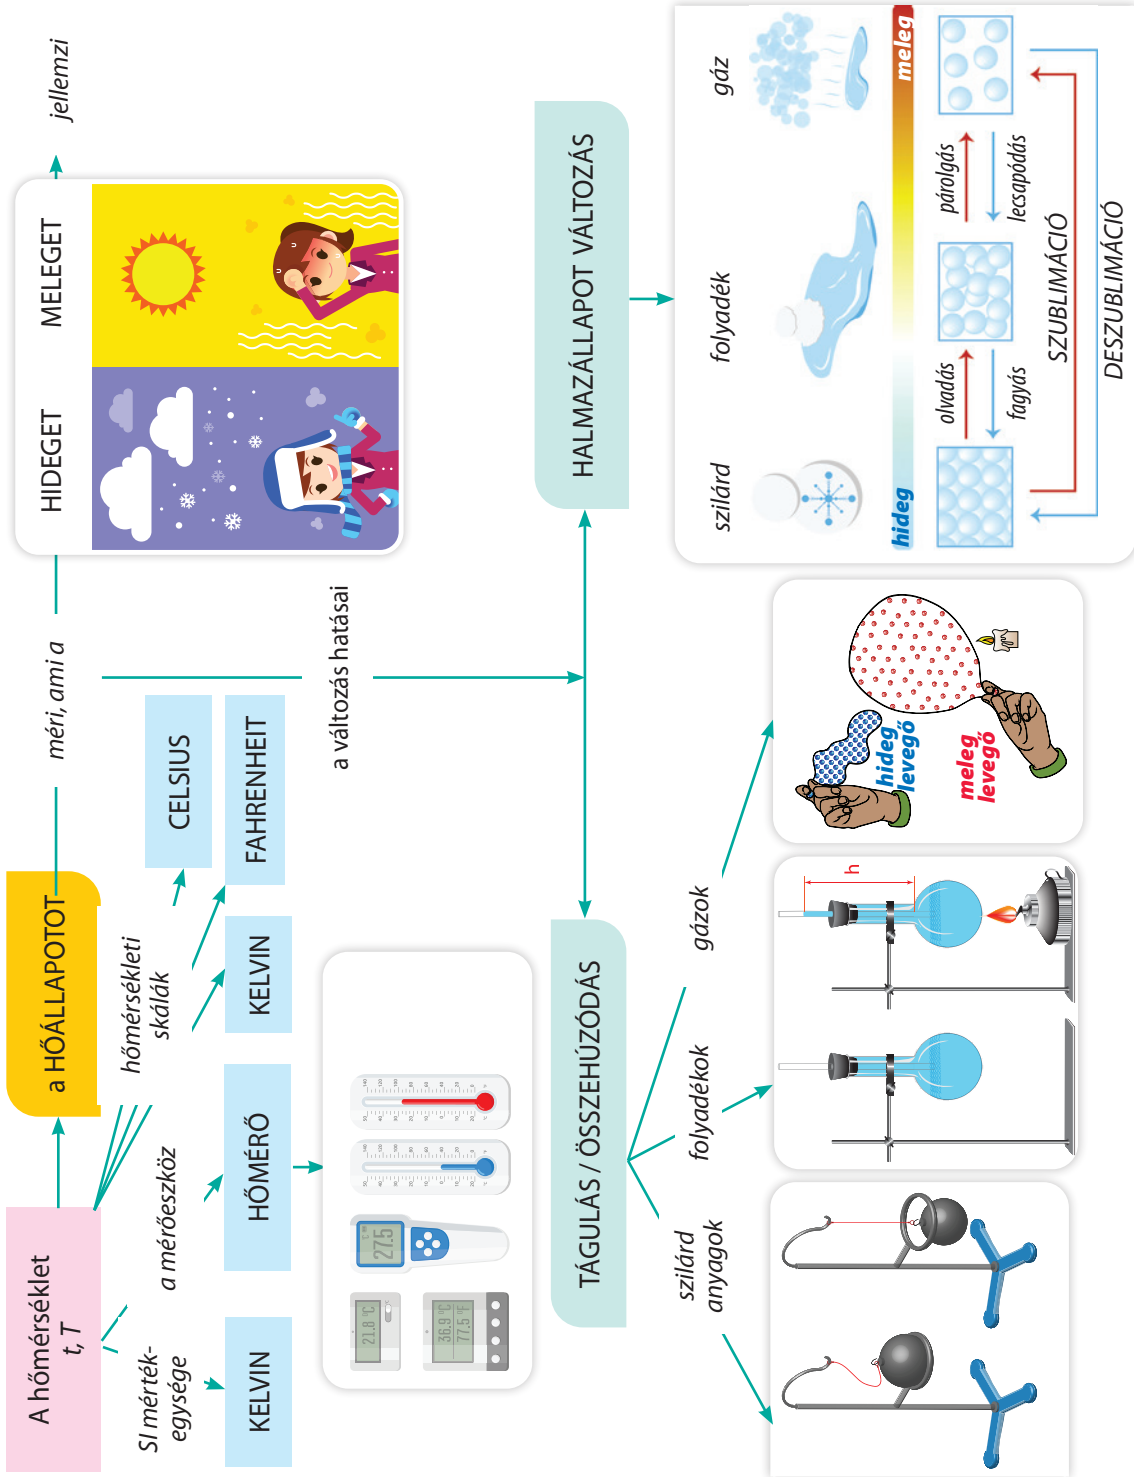 A hőmérséklet
t, T
a HŐÁLLAPOTOT
méri, ami a
HIDEGET
MELEGET
jellemzi
SI mérték-
egysége
KELVIN
a mérőeszköz
HŐMÉRŐ
hőmérsékleti
skálák
KELVIN
FAHRENHEIT
CELSIUS
a változás hatásai
21.8 °C
36.9 °C
77.5 °F
27.5
TÁGULÁS / ÖSSZEHÚZÓDÁS
HALMAZÁLLAPOT VÁLTOZÁS
szilárd
anyagok
folyadékok
gázok
h
hideg
levegő
meleg
levegő
szilárd
folyadék
gáz
hideg
meleg
olvadás
párolgás
fagyás
lecsapódás
SZUBLIMÁCIÓ
DESZUBLIMÁCIÓ